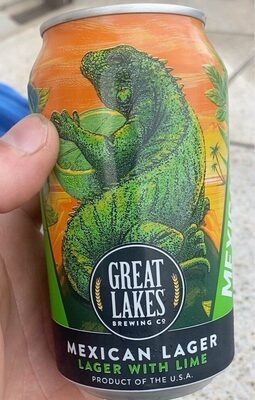 GREAT
LAKES
BREWING CO
MEXICAN LAGER
LAGER WITH LIME
PRODUCT OF THE U.S.A.